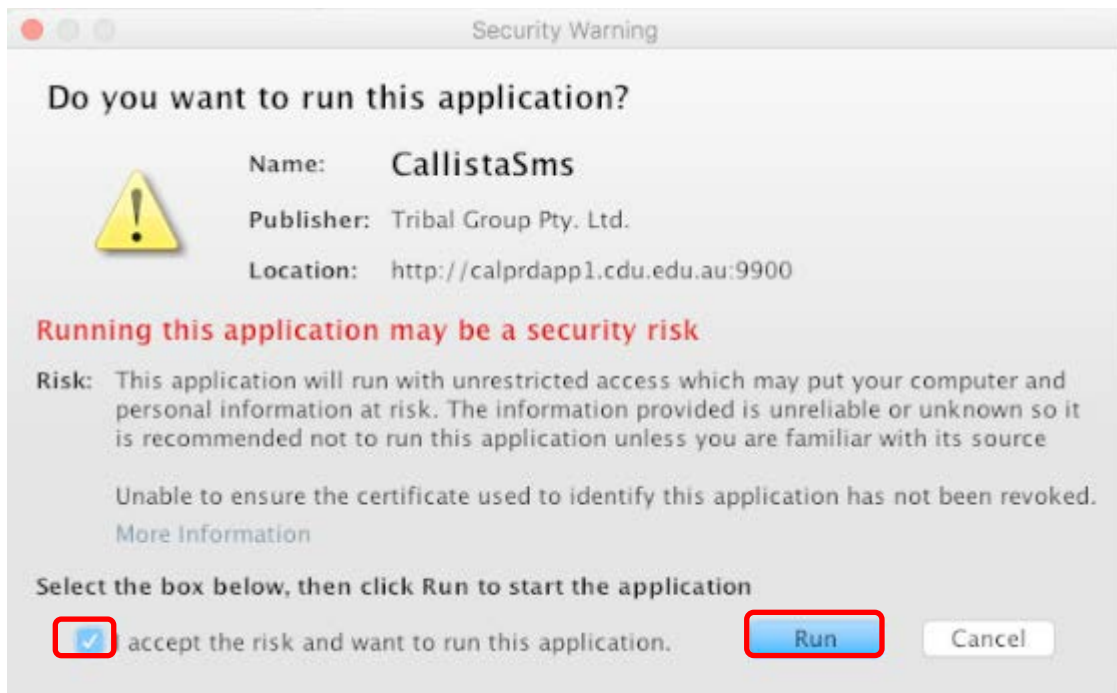 Security Warning
Do you want to run this application?
Name: CallistaSms
Publisher: Tribal Group Pty. Ltd.
Location: http://calprdapp1.cdu.edu.au:9900
Running this application may be a security risk
Risk: This application will run with unrestricted access which may put your computer and
personal information at risk. The information provided is unreliable or unknown so it
is recommended not to run this application unless you are familiar with its source
Unable to ensure the certificate used to identify this application has not been revoked.
More Information
Select the box below, then click Run to start the application
I accept the risk and want to run this application. Run Cancel